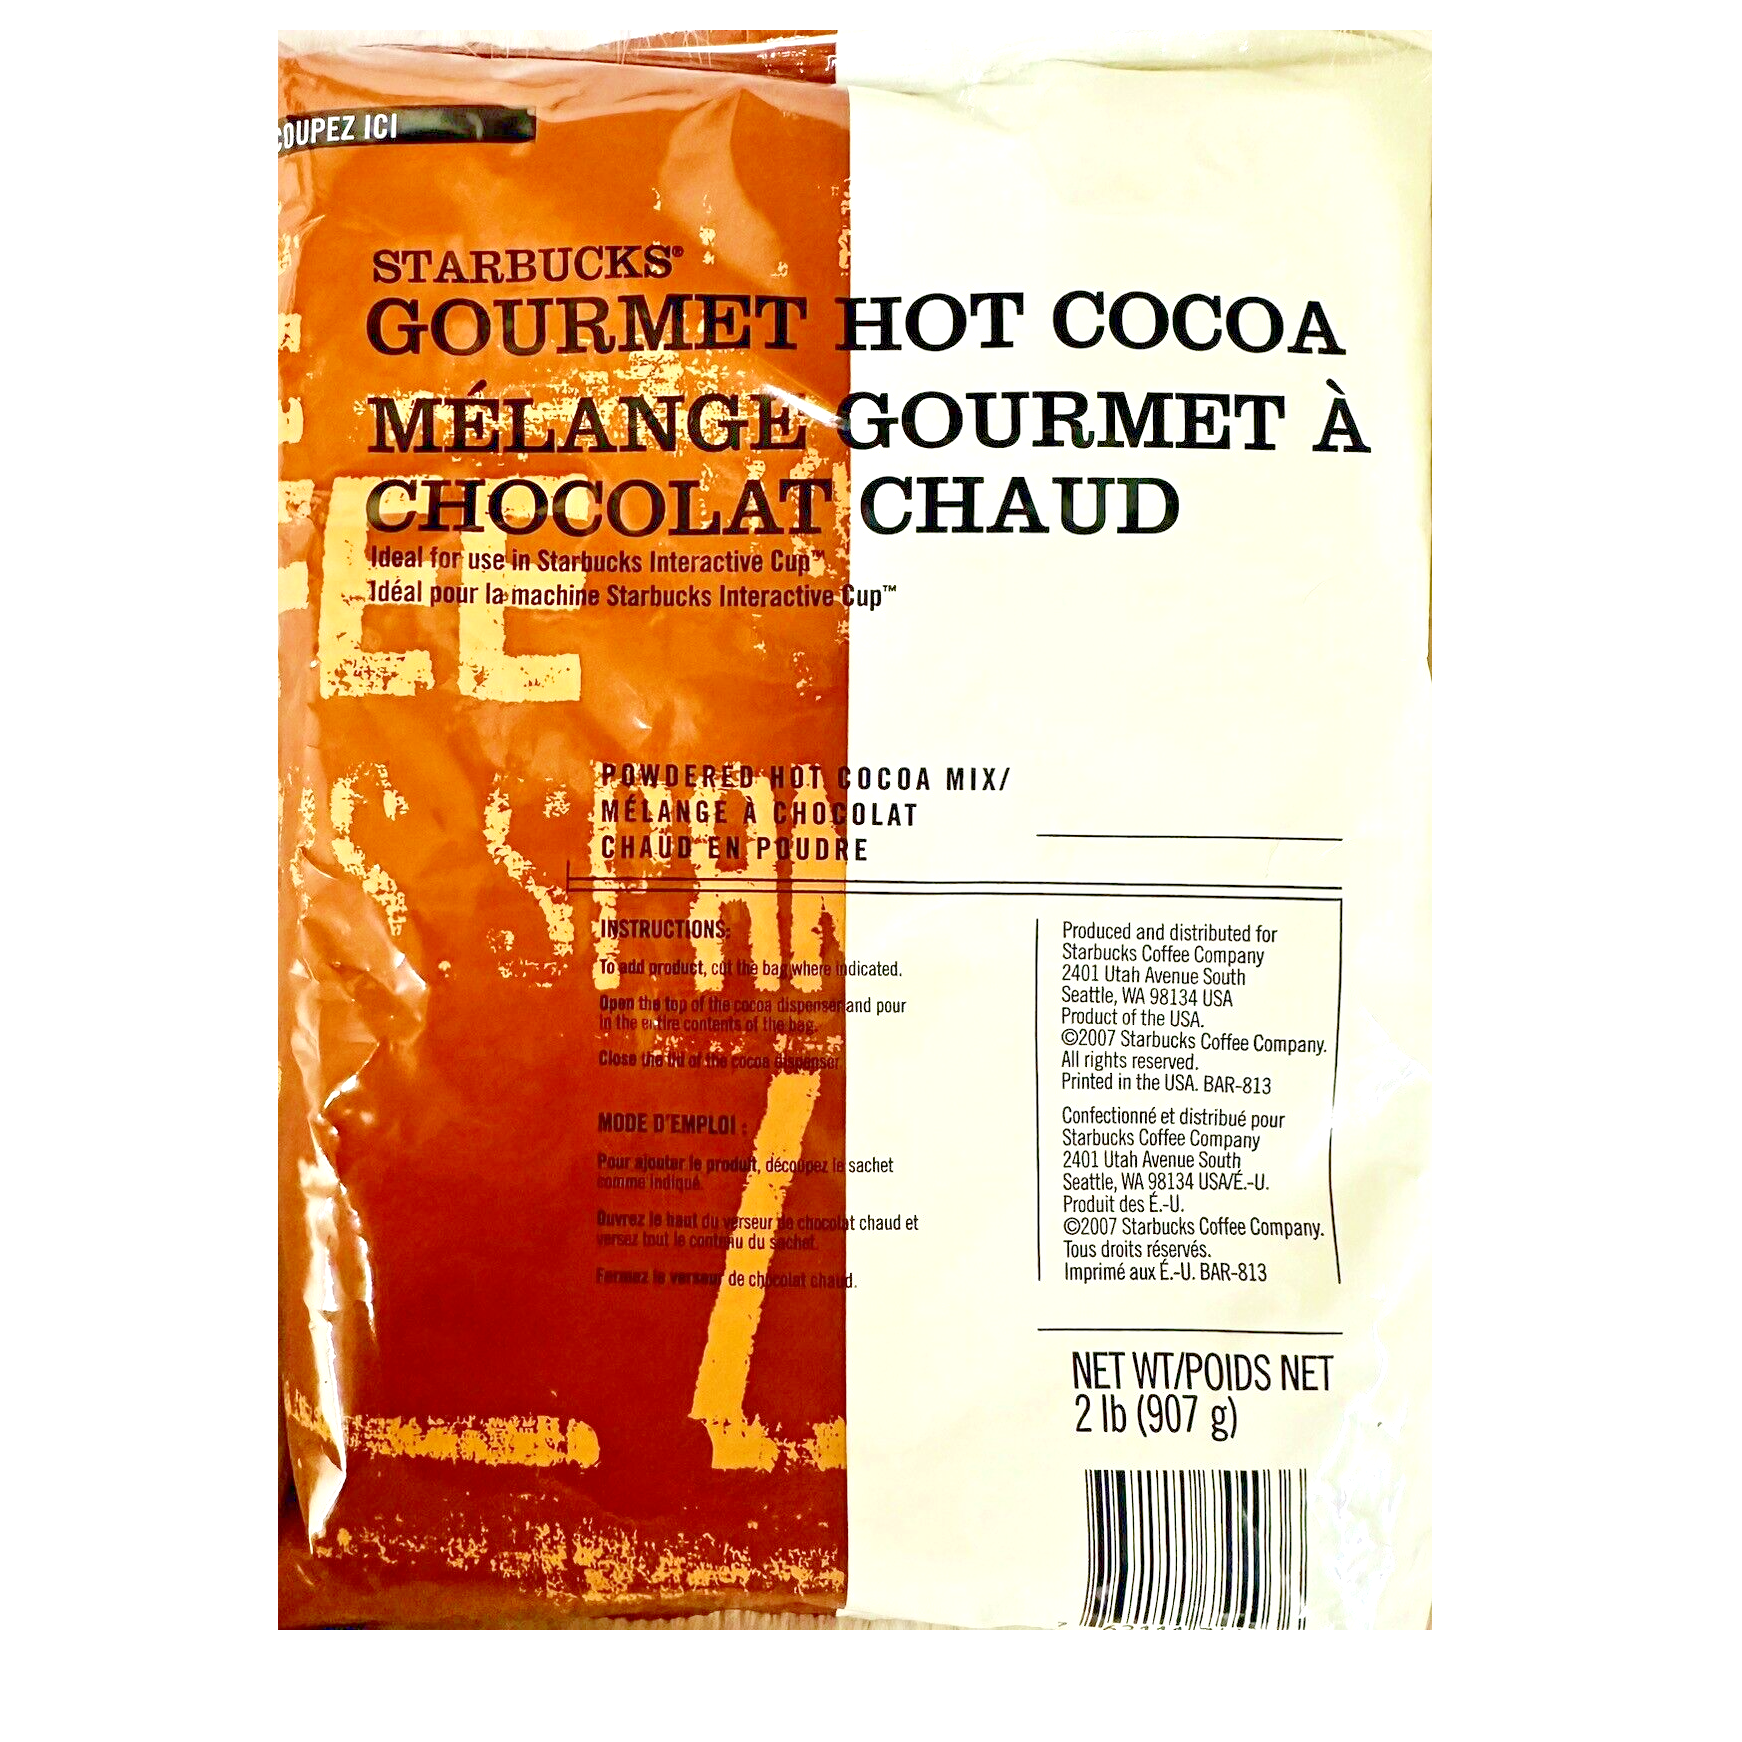 COUPEZ ICI
STARBUCKS®
GOURMET HOT COCOA
MÉLANGE GOURMET À
CHOCOLAT CHAUD
Ideal for use in Starbucks Interactive Cup™
Idéal pour la machine Starbucks Interactive Cup™
POWDERED HOT COCOA MIX/
MÉLANGE À CHOCOLAT
CHAUD EN POUDRE
INSTRUCTIONS:
To add product, cut the bag where indicated.
Open the top of the cocoa dispenser and pour
in the entire contents of the bag.
Close the lid of the cocoa dispenser.
MODE D'EMPLOI :
Pour ajouter le produit, découpez le sachet
comme indiqué.
Ouvrez le haut du verseur de chocolat chaud et
versez tout le contenu du sachet.
Fermez le verseur de chocolat chaud.
Produced and distributed for
Starbucks Coffee Company
2401 Utah Avenue South
Seattle, WA 98134 USA
Product of the USA.
©2007 Starbucks Coffee Company.
All rights reserved.
Printed in the USA. BAR-813
Confectionné et distribué pour
Starbucks Coffee Company
2401 Utah Avenue South
Seattle, WA 98134 USA/É.-U.
Produit des É.-U.
©2007 Starbucks Coffee Company.
Tous droits réservés.
Imprimé aux É.-U. BAR-813
NET WT/POIDS NET
2 lb (907 g)